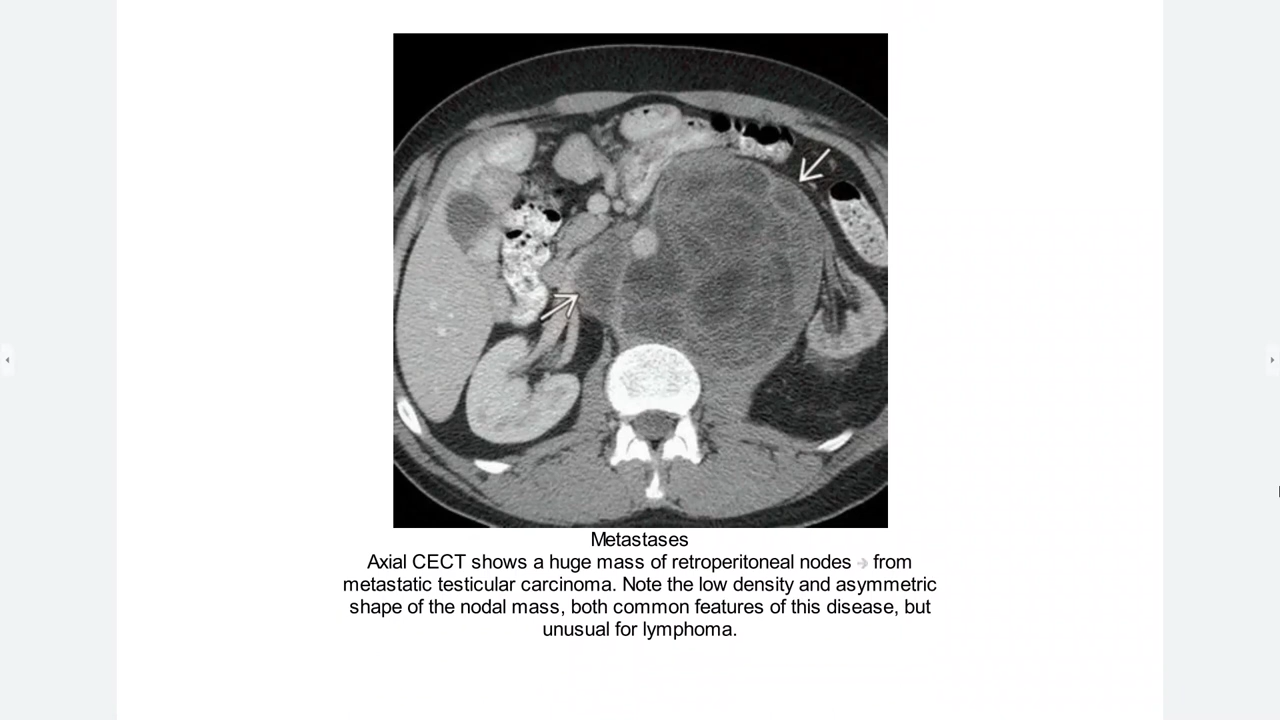 Metastases
Axial CECT shows a huge mass of retroperitoneal nodes from
metastatic testicular carcinoma. Note the low density and asymmetric
shape of the nodal mass, both common features of this disease, but
unusual for lymphoma.